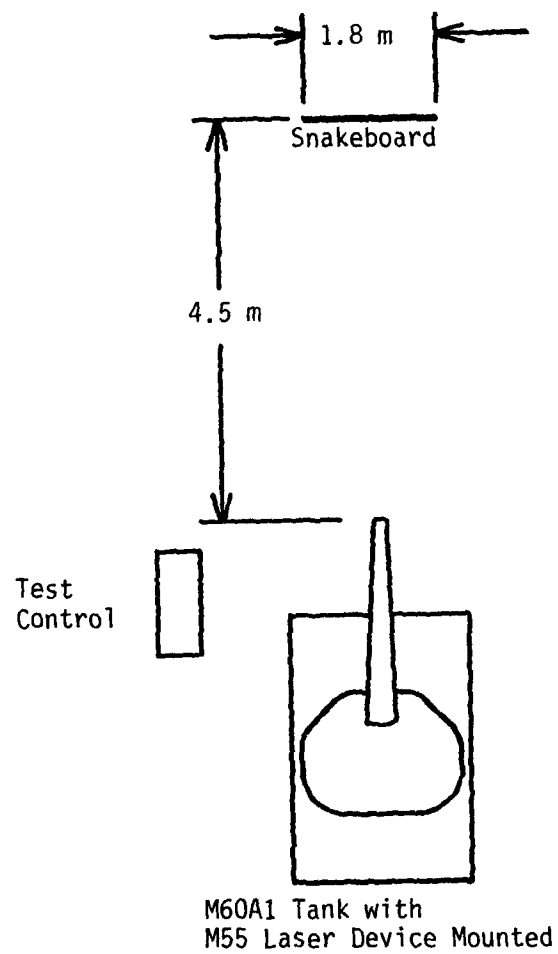 1.8 m
Snakeboard
4.5 m
Test
Control
M60A1 Tank with
M55 Laser Device Mounted